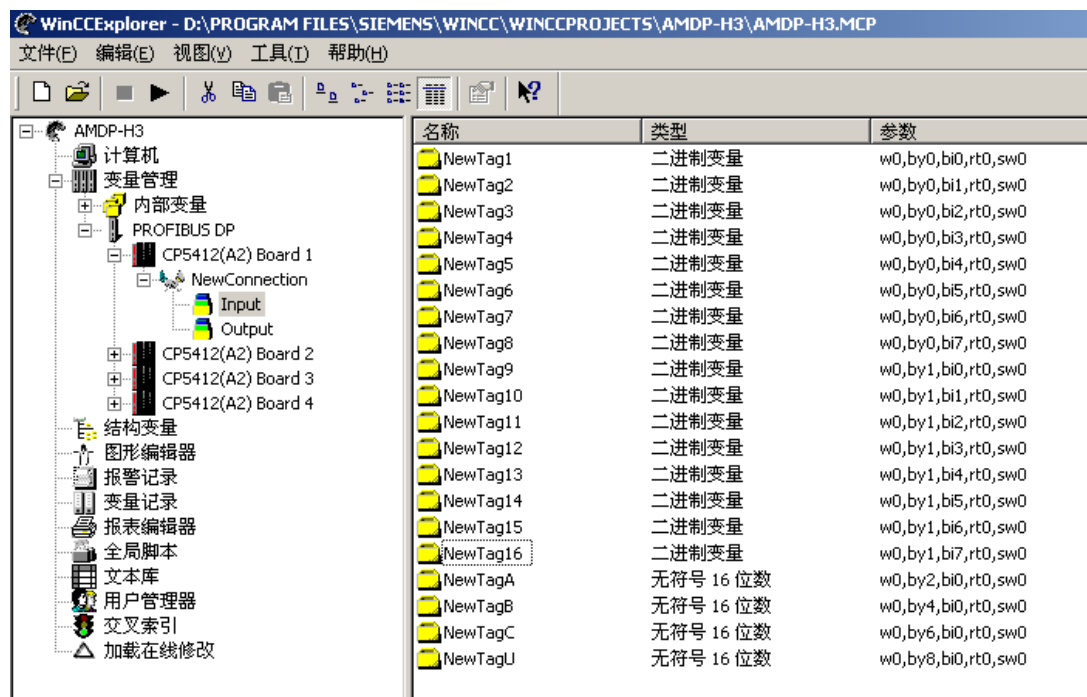 WinCCExplorer - D:\PROGRAM FILES\SIEMENS\WINCC\WINCCPROJECTS\AMDP-H3\AMDP-H3.MCP
文件(F) 编辑(E) 视图(V) 工具(T) 帮助(H)
AMDP-H3
计算机
变量管理
内部变量
PROFIBUS DP
CP5412(A2) Board 1
NewConnection
Input
Output
CP5412(A2) Board 2
CP5412(A2) Board 3
CP5412(A2) Board 4
结构变量
图形编辑器
报警记录
变量记录
报表编辑器
全局脚本
文本库
用户管理器
交叉索引
加载在线修改
名称 类型 参数
NewTag1 二进制变量 w0,by0,bi0,rt0,sw0
NewTag2 二进制变量 w0,by0,bi1,rt0,sw0
NewTag3 二进制变量 w0,by0,bi2,rt0,sw0
NewTag4 二进制变量 w0,by0,bi3,rt0,sw0
NewTag5 二进制变量 w0,by0,bi4,rt0,sw0
NewTag6 二进制变量 w0,by0,bi5,rt0,sw0
NewTag7 二进制变量 w0,by0,bi6,rt0,sw0
NewTag8 二进制变量 w0,by0,bi7,rt0,sw0
NewTag9 二进制变量 w0,by1,bi0,rt0,sw0
NewTag10 二进制变量 w0,by1,bi1,rt0,sw0
NewTag11 二进制变量 w0,by1,bi2,rt0,sw0
NewTag12 二进制变量 w0,by1,bi3,rt0,sw0
NewTag13 二进制变量 w0,by1,bi4,rt0,sw0
NewTag14 二进制变量 w0,by1,bi5,rt0,sw0
NewTag15 二进制变量 w0,by1,bi6,rt0,sw0
NewTag16 二进制变量 w0,by1,bi7,rt0,sw0
NewTagA 无符号 16 位数 w0,by2,bi0,rt0,sw0
NewTagB 无符号 16 位数 w0,by4,bi0,rt0,sw0
NewTagC 无符号 16 位数 w0,by6,bi0,rt0,sw0
NewTagU 无符号 16 位数 w0,by8,bi0,rt0,sw0